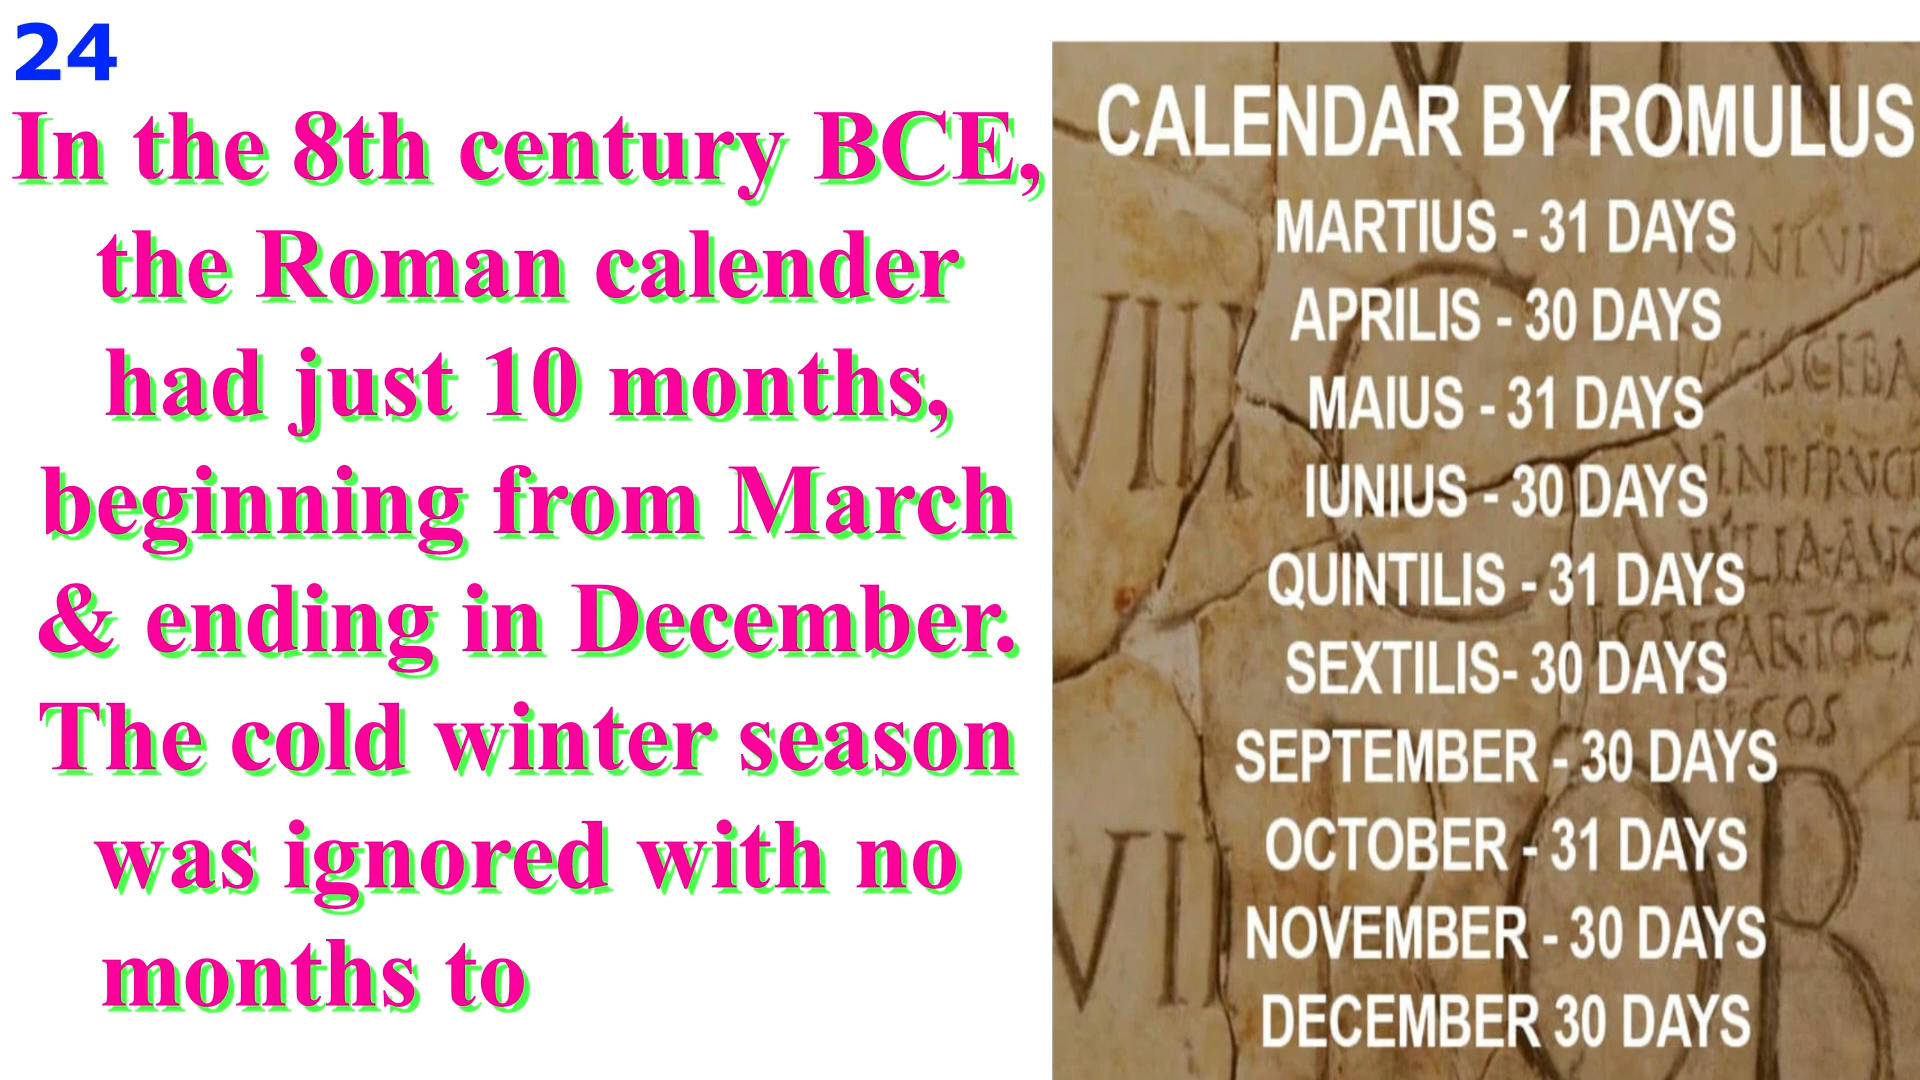 24
In the 8th century BCE,
the Roman calender
had just 10 months,
beginning from March
& ending in December.
The cold winter season
was ignored with no
months to
CALENDAR BY ROMULUS
MARTIUS - 31 DAYS
APRILIS - 30 DAYS
MAIUS - 31 DAYS
IUNIUS - 30 DAYS
QUINTILIS - 31 DAYS
SEXTILIS- 30 DAYS
SEPTEMBER - 30 DAYS
OCTOBER - 31 DAYS
NOVEMBER - 30 DAYS
DECEMBER 30 DAYS
VIII
VII